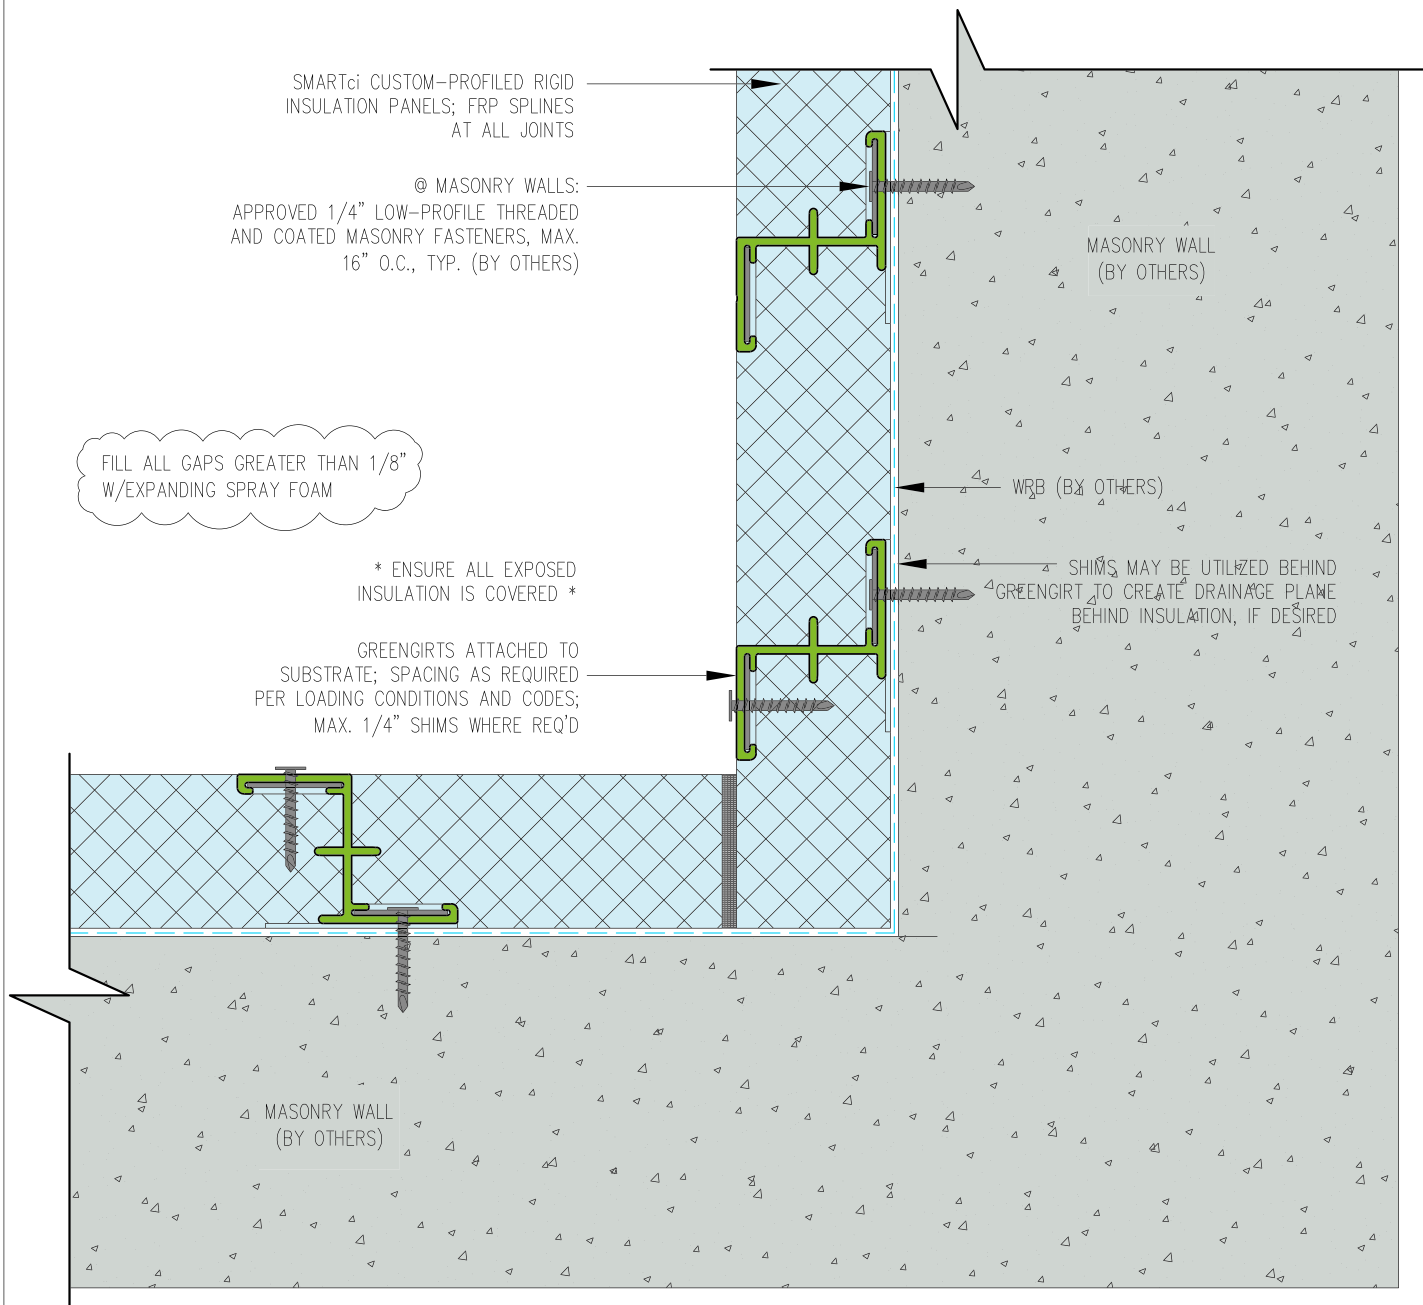 SMARTci CUSTOM-PROFILED RIGID
INSULATION PANELS; FRP SPLINES
AT ALL JOINTS
@ MASONRY WALLS:
APPROVED 1/4" LOW-PROFILE THREADED
AND COATED MASONRY FASTENERS, MAX.
16" O.C., TYP. (BY OTHERS)
MASONRY WALL
(BY OTHERS)
FILL ALL GAPS GREATER THAN 1/8"
W/EXPANDING SPRAY FOAM
WRB (BY OTHERS)
* ENSURE ALL EXPOSED
INSULATION IS COVERED *
SHIMS MAY BE UTILIZED BEHIND
GREENGIRT TO CREATE DRAINAGE PLANE
BEHIND INSULATION, IF DESIRED
GREENGIRTS ATTACHED TO
SUBSTRATE; SPACING AS REQUIRED
PER LOADING CONDITIONS AND CODES;
MAX. 1/4" SHIMS WHERE REQ'D
MASONRY WALL
(BY OTHERS)